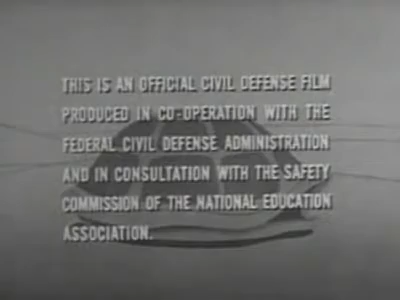 THIS IS AN OFFICIAL CIVIL DEFENSE FILM
PRODUCED IN CO-OPERATION WITH THE
FEDERAL CIVIL DEFENSE ADMINISTRATION
AND IN CONSULTATION WITH THE SAFETY
COMMISSION OF THE NATIONAL EDUCATION
ASSOCIATION.